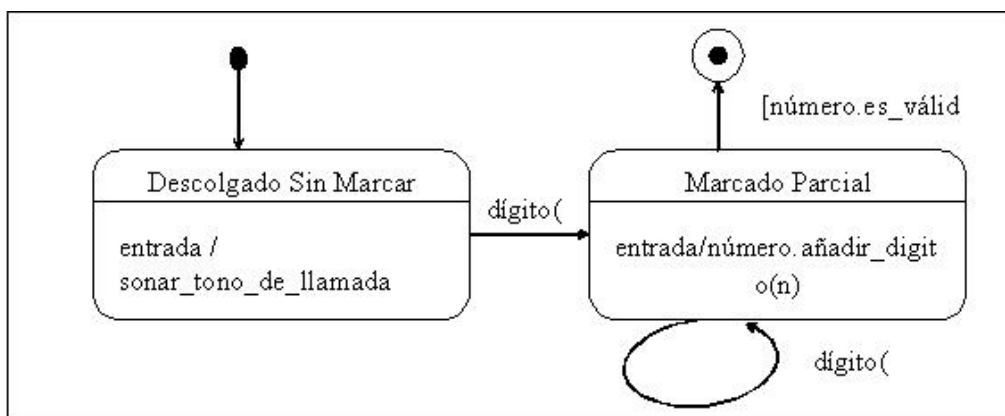 [número.es_válid
Descolgado Sin Marcar
entrada /
sonar_tono_de_llamada
dígito(
Marcado Parcial
entrada/número.añadir_digit
o(n)
dígito(